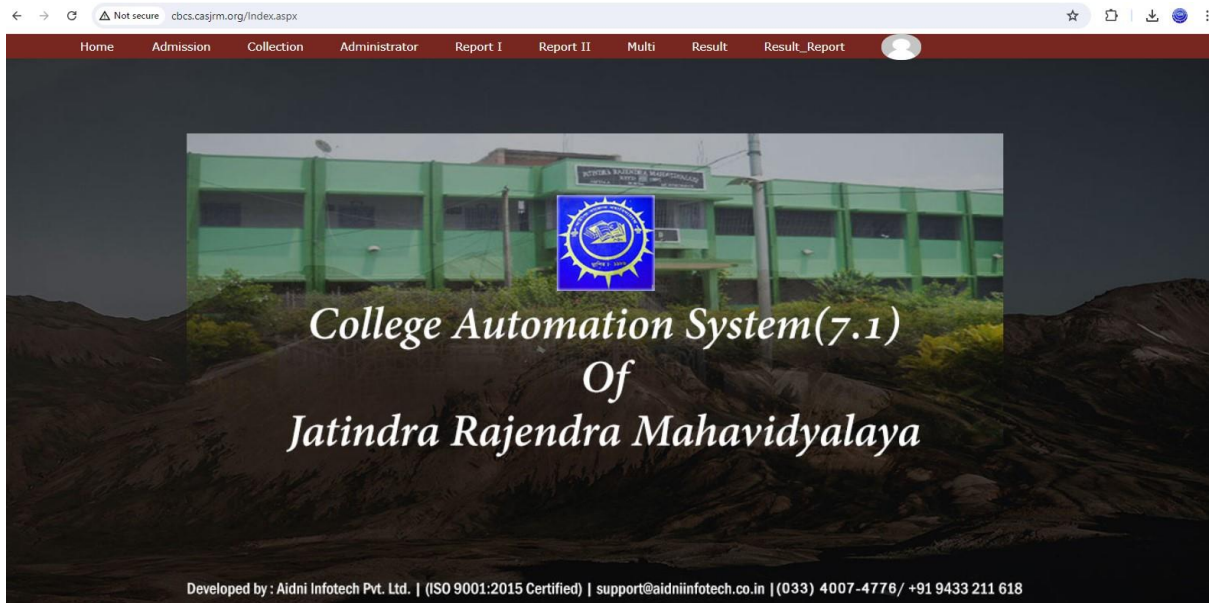 Not secure cbcs.casjrm.org/Index.aspx
Home Admission Collection Administrator Report I Report II Multi Result Result_Report
College Automation System(7.1)
Of
Jatindra Rajendra Mahavidyalaya
Developed by : Aidni Infotech Pvt. Ltd. | (ISO 9001:2015 Certified) | support@aidniinfotech.co.in |(033) 4007-4776/ +91 9433 211 618